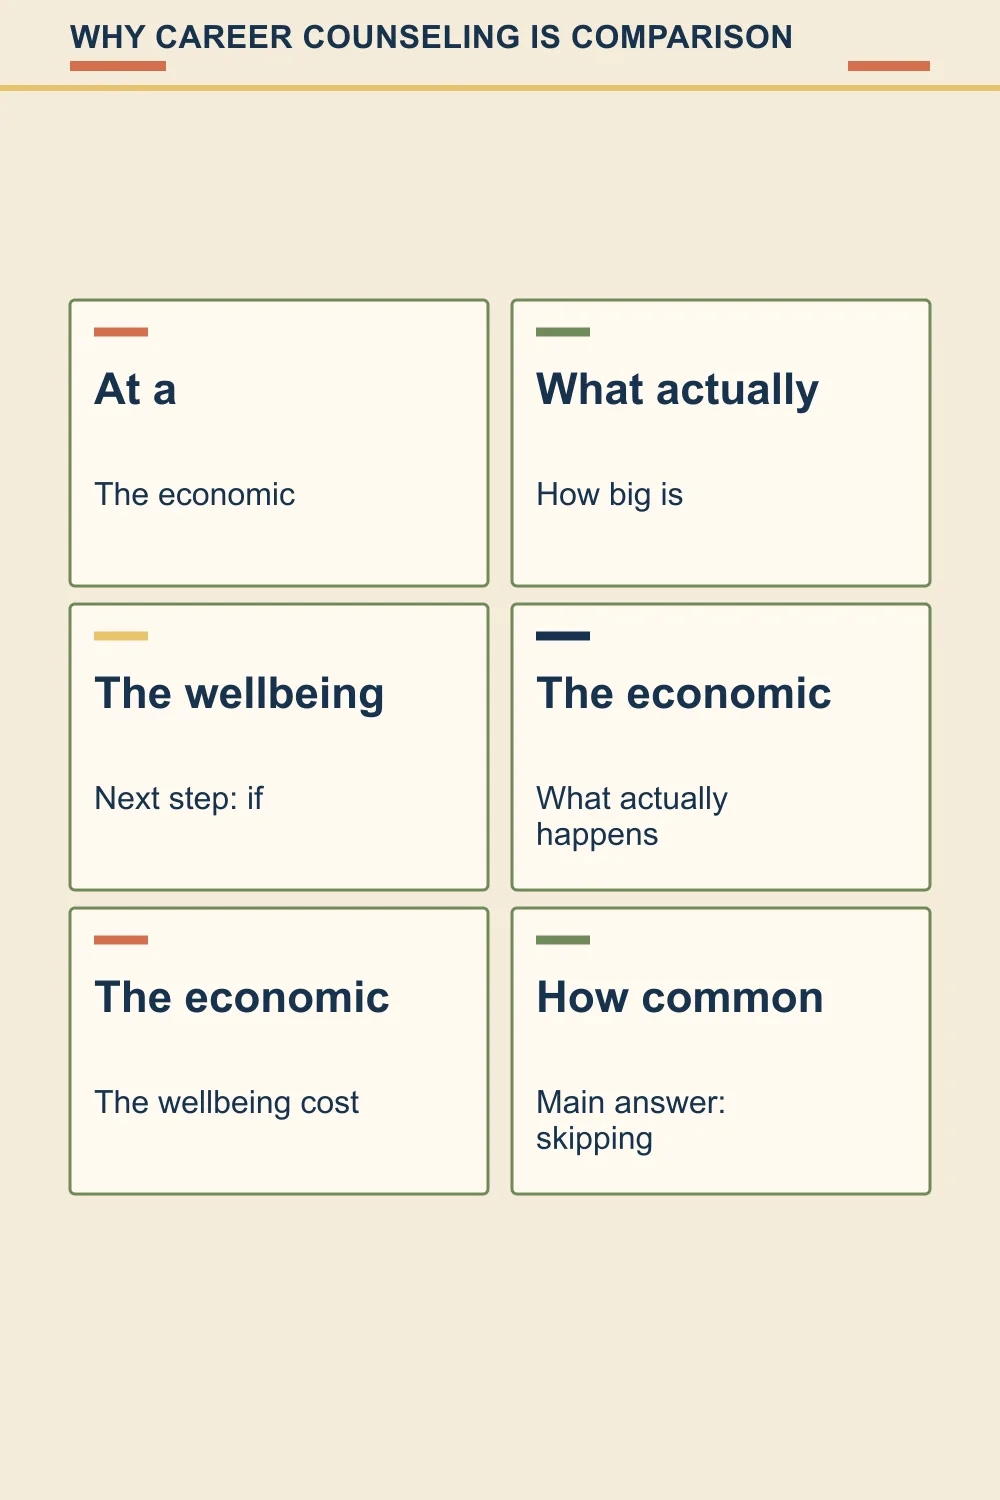 WHY CAREER COUNSELING IS COMPARISON
At a
The economic
What actually
How big is
The wellbeing
Next step: if
The economic
What actually
happens
The economic
The wellbeing cost
How common
Main answer:
skipping